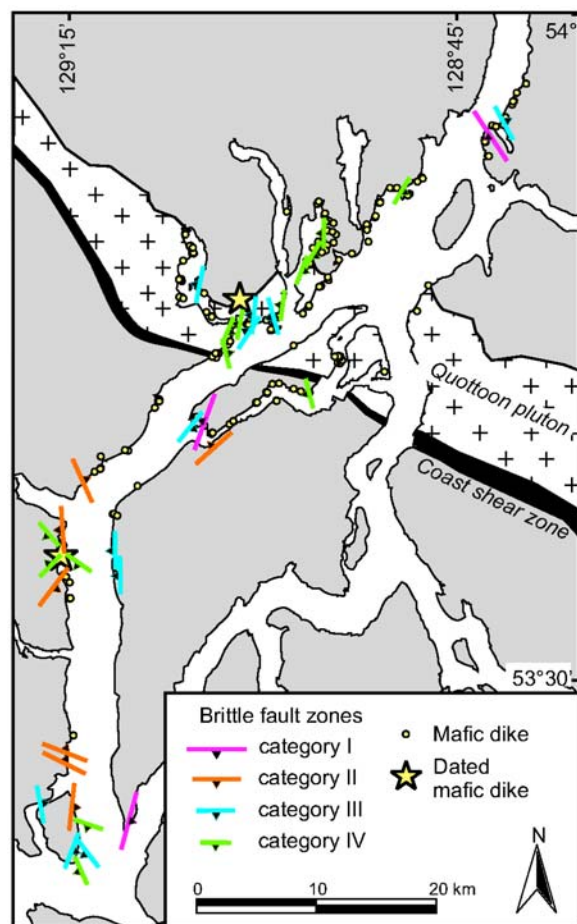 129°15'
128°45'
54°
Quottoon pluton
Coast shear zone
53°30'
Brittle fault zones
category I
category II
category III
category IV
Mafic dike
Dated
mafic dike
N
0 10 20 km